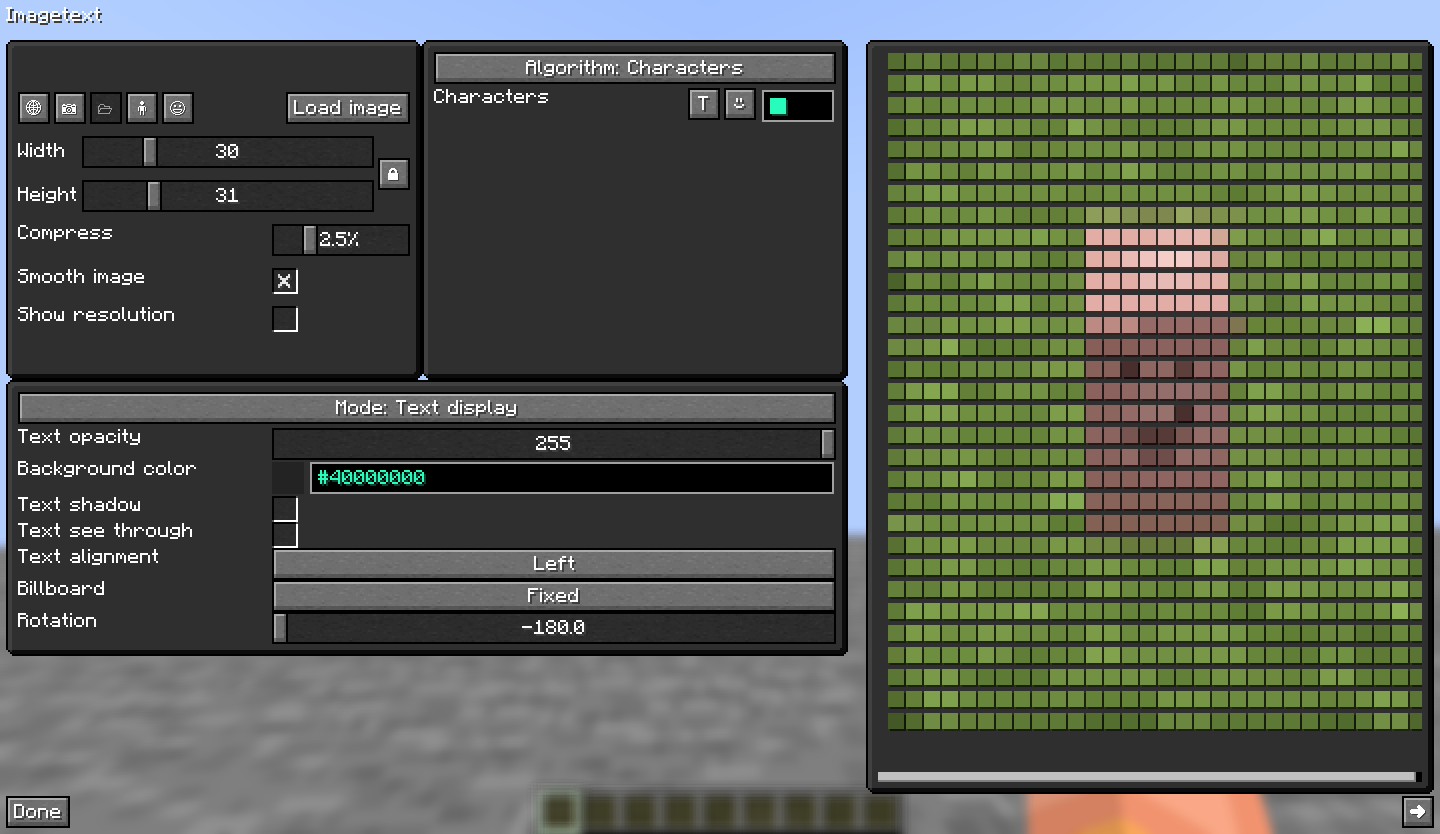 Imagetext
Load image
Width
30
Height
31
Compress
2.5%
Smooth image
Show resolution
Algorithm: Characters
Characters
T
Mode: Text display
Text opacity
255
Background color
#40000000
Text shadow
Text see through
Text alignment
Left
Billboard
Fixed
Rotation
-180.0
Done